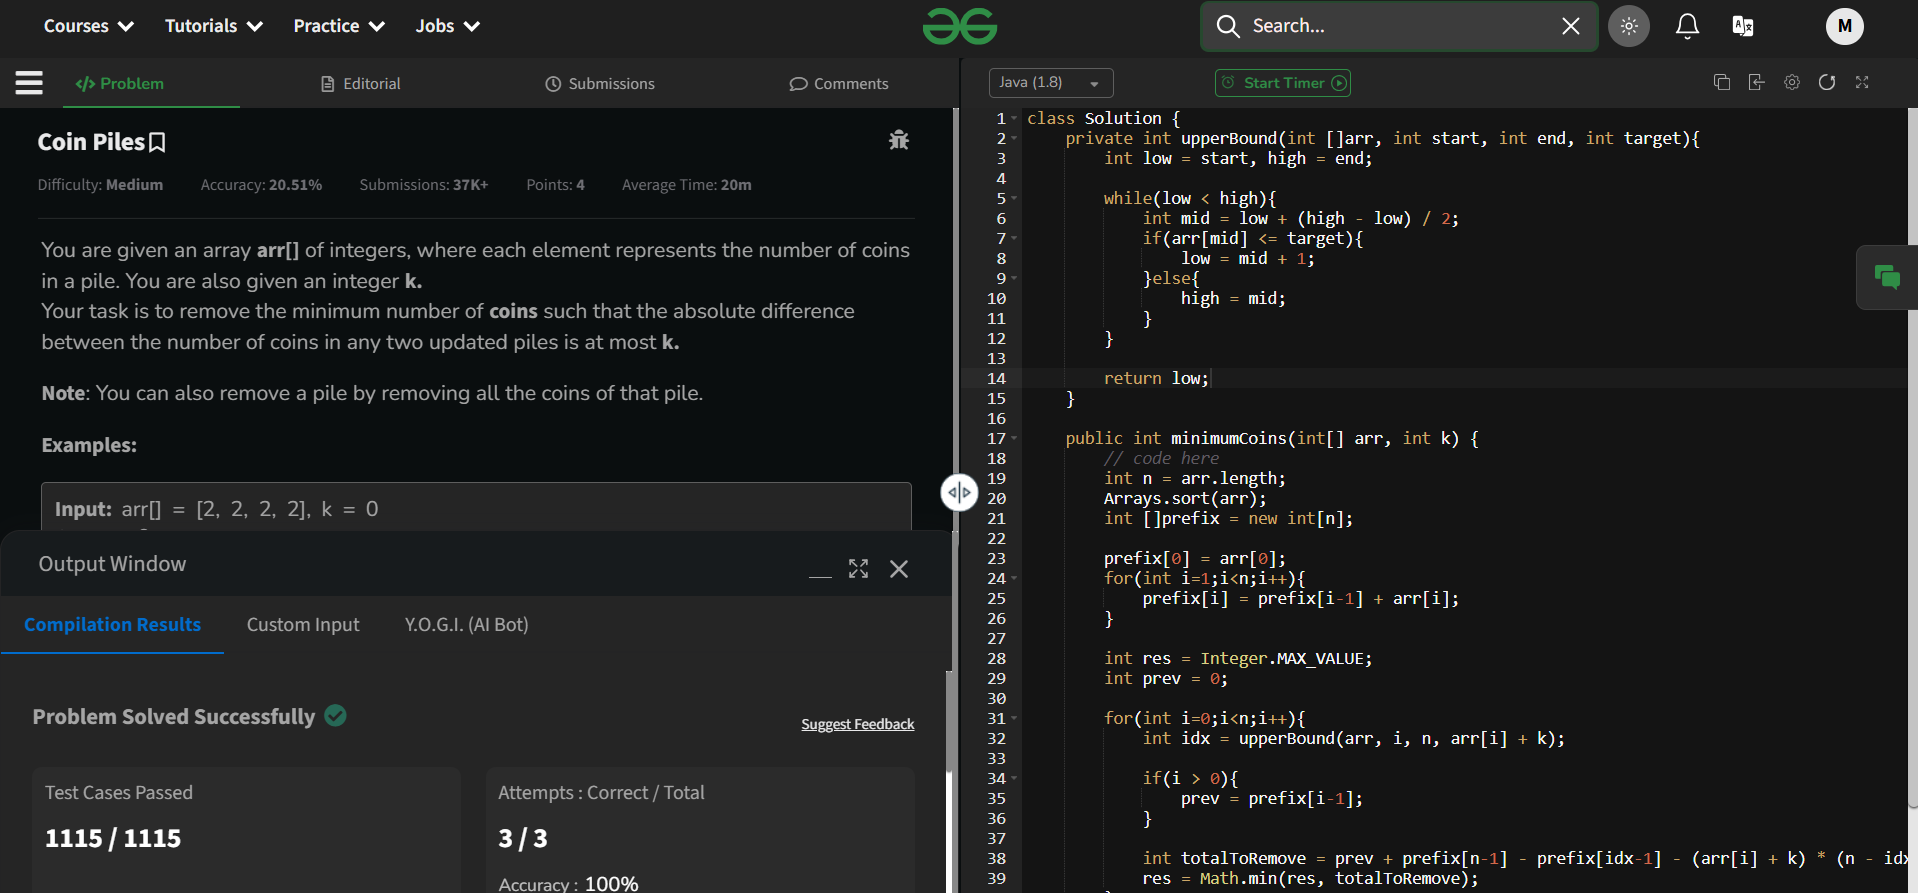 Courses Tutorials Practice Jobs Search... M
Problem Editorial Submissions Comments
Coin Piles
Difficulty: Medium Accuracy: 20.51% Submissions: 37K+ Points: 4 Average Time: 20m
You are given an array arr[] of integers, where each element represents the number of coins
in a pile. You are also given an integer k.
Your task is to remove the minimum number of coins such that the absolute difference
between the number of coins in any two updated piles is at most k.
Note: You can also remove a pile by removing all the coins of that pile.
Examples:
Input: arr[] = [2, 2, 2, 2], k = 0
Output Window
Compilation Results Custom Input Y.O.G.I. (AI Bot)
Problem Solved Successfully
Suggest Feedback
Test Cases Passed
1115 / 1115
Attempts : Correct / Total
3 / 3
Accuracy : 100%
Java (1.8) Start Timer
1 class Solution {
2 private int upperBound(int []arr, int start, int end, int target){
3 int low = start, high = end;
4
5 while(low < high){
6 int mid = low + (high - low) / 2;
7 if(arr[mid] <= target){
8 low = mid + 1;
9 }else{
10 high = mid;
11 }
12 }
13
14 return low;
15 }
16
17 public int minimumCoins(int[] arr, int k) {
18 // code here
19 int n = arr.length;
20 Arrays.sort(arr);
21 int []prefix = new int[n];
22
23 prefix[0] = arr[0];
24 for(int i=1;i<n;i++){
25 prefix[i] = prefix[i-1] + arr[i];
26 }
27
28 int res = Integer.MAX_VALUE;
29 int prev = 0;
30
31 for(int i=0;i<n;i++){
32 int idx = upperBound(arr, i, n, arr[i] + k);
33
34 if(i > 0){
35 prev = prefix[i-1];
36 }
37
38 int totalToRemove = prev + prefix[n-1] - prefix[idx-1] - (arr[i] + k) * (n - idx
39 res = Math.min(res, totalToRemove);